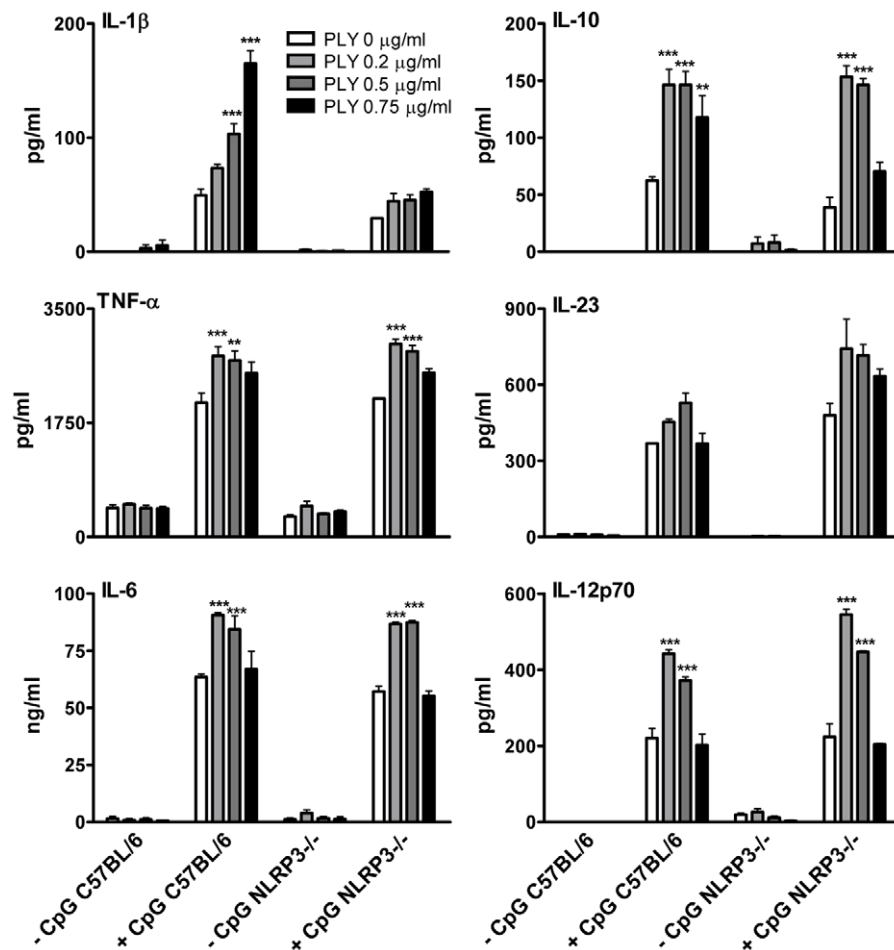 IL-1β
200
100
0
pg/ml
PLY 0 μg/ml
PLY 0.2 μg/ml
PLY 0.5 μg/ml
PLY 0.75 μg/ml
***
***
IL-10
200
150
100
50
0
pg/ml
***
***
**
***
***
TNF-α
3500
1750
0
pg/ml
***
**
***
***
IL-23
900
600
300
0
pg/ml
IL-6
100
75
50
25
0
ng/ml
***
***
***
***
- CpG C57BL/6
+ CpG C57BL/6
- CpG NLRP3-/-
+ CpG NLRP3-/-
IL-12p70
600
400
200
0
pg/ml
***
***
***
***
- CpG C57BL/6
+ CpG C57BL/6
- CpG NLRP3-/-
+ CpG NLRP3-/-